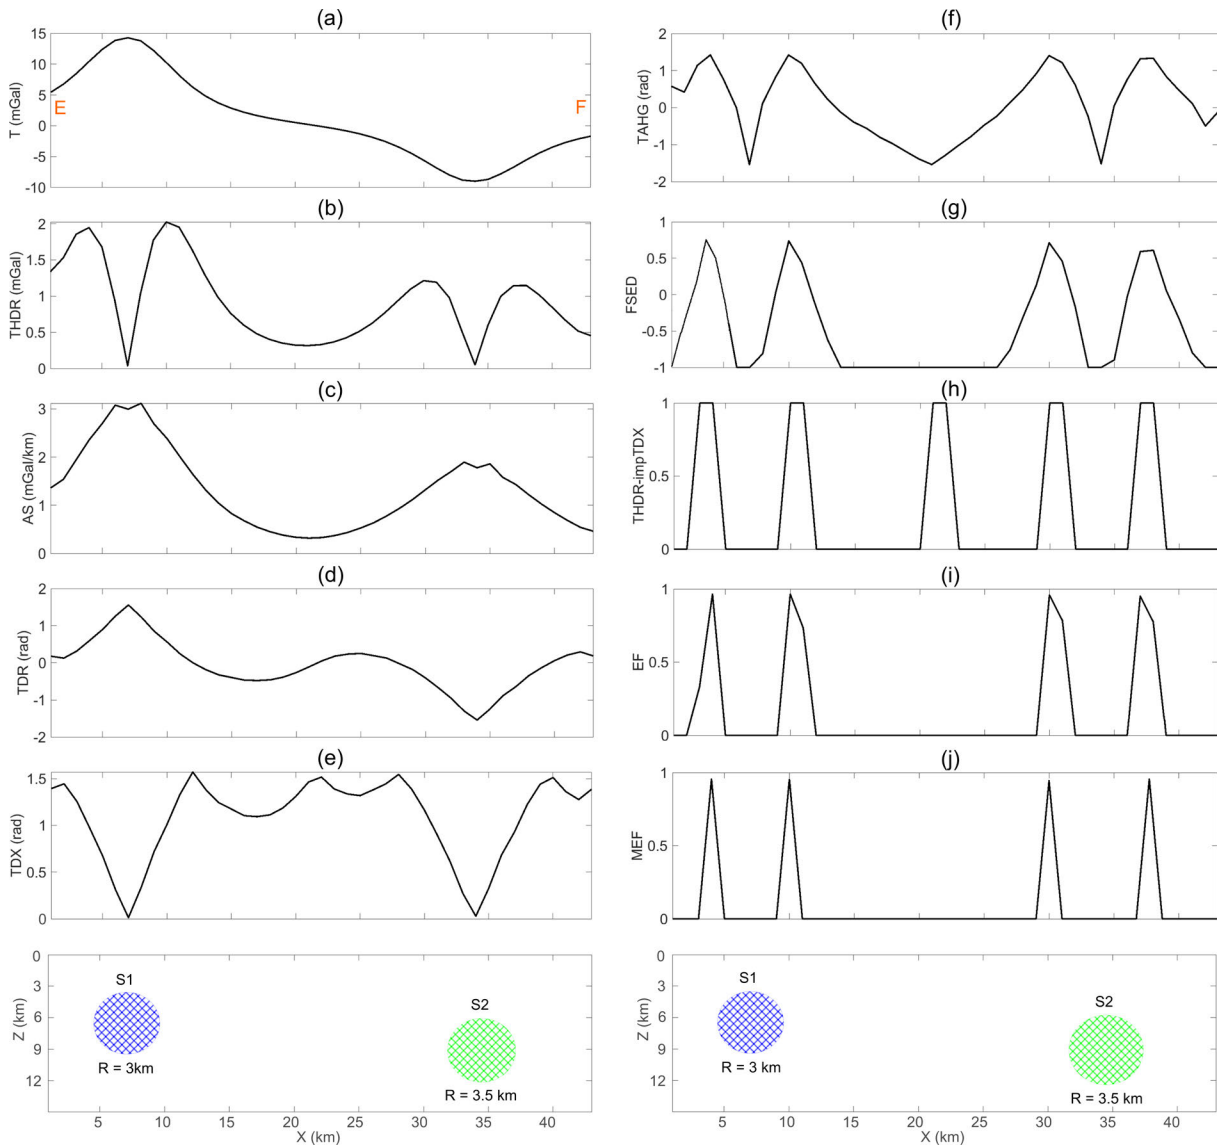 (a)
15
10
5
0
-5
-10
T (mGal)
E
F
(b)
2
1.5
1
0.5
0
THDR (mGal)
(c)
3
2
1
0
AS (mGal/km)
(d)
2
1
0
-1
-2
TDR (rad)
(e)
1.5
1
0.5
0
TDX (rad)
0
3
6
9
12
Z (km)
S1
R = 3km
S2
R = 3.5 km
5 10 15 20 25 30 35 40
X (km)
(f)
2
1
0
-1
-2
TAHG (rad)
(g)
1
0.5
0
-0.5
-1
FSED
(h)
1
0.5
0
THDR-impTDX
(i)
1
0.5
0
EF
(j)
1
0.5
0
MEF
0
3
6
9
12
Z (km)
S1
R = 3 km
S2
R = 3.5 km
5 10 15 20 25 30 35 40
X (km)